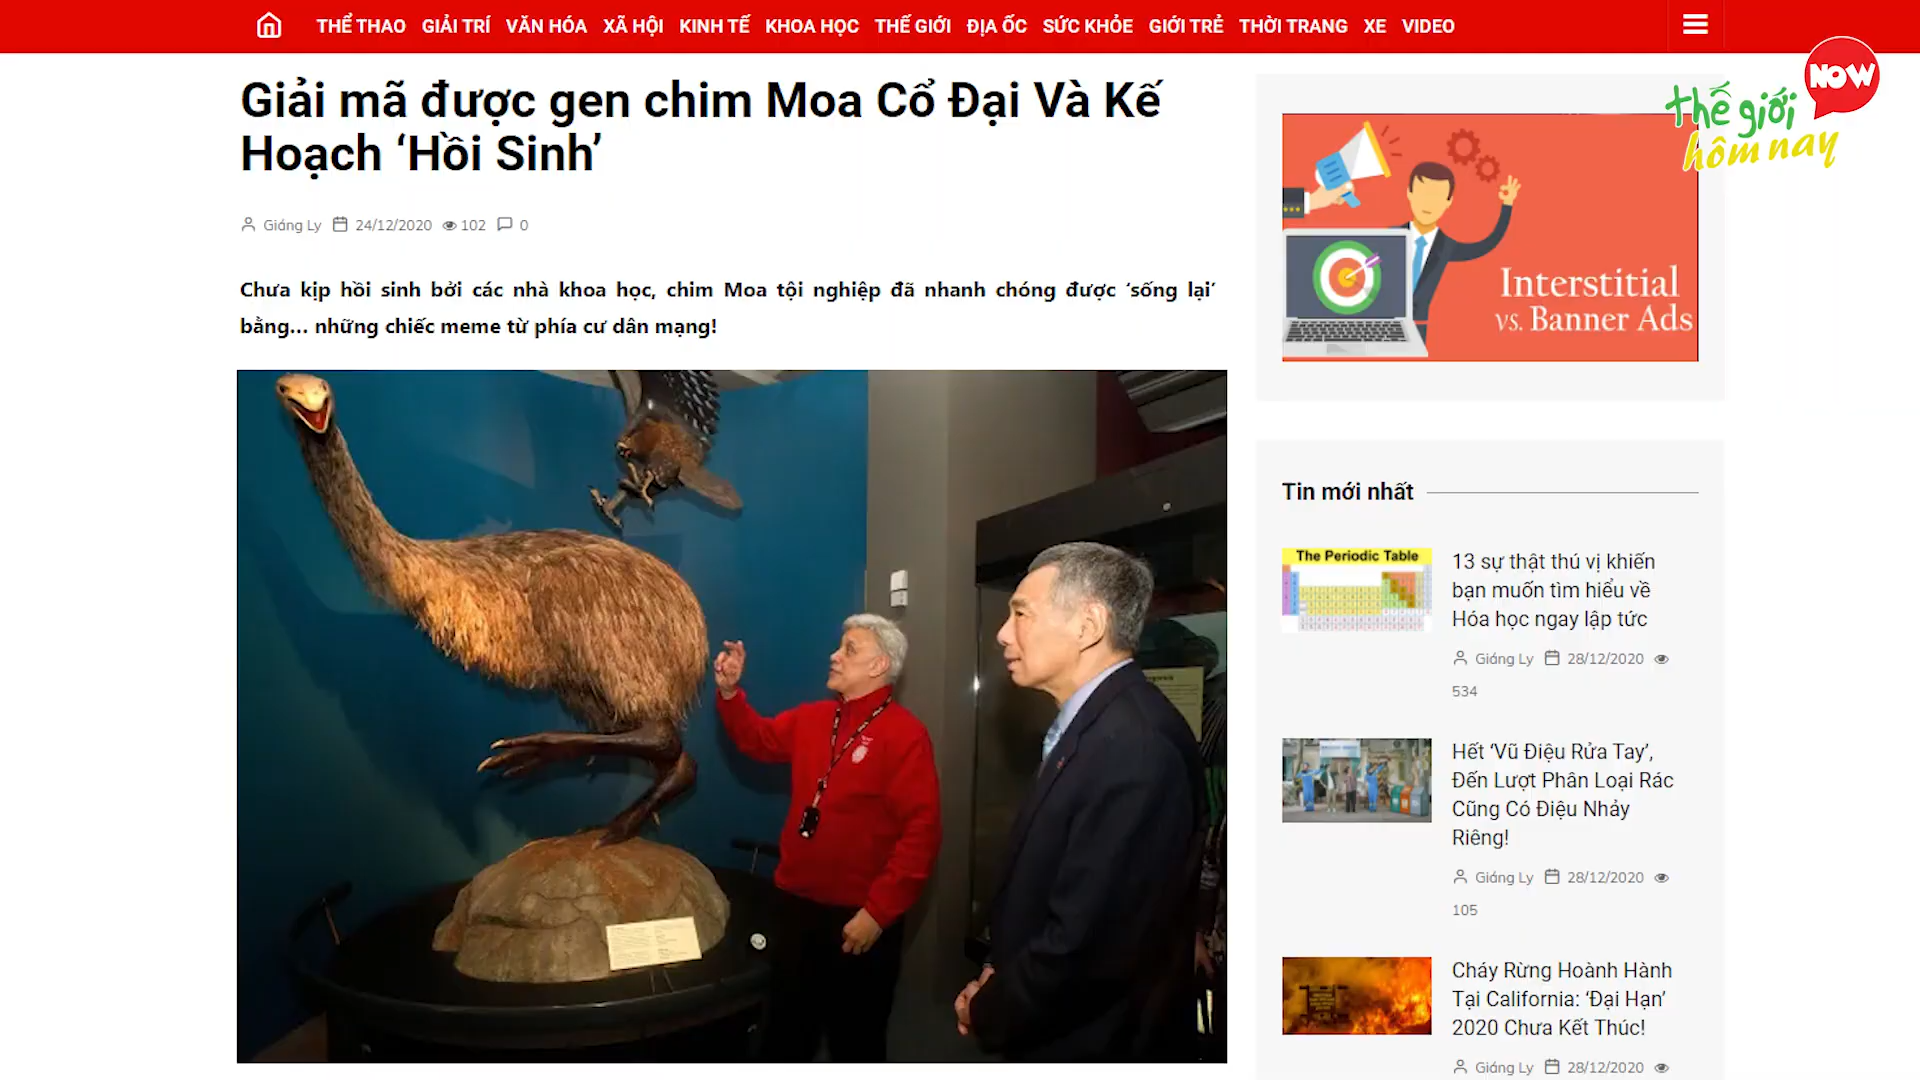 THỂ THAO GIẢI TRÍ VĂN HÓA XÃ HỘI KINH TẾ KHOA HỌC THẾ GIỚI ĐỊA ỐC SỨC KHỎE GIỚI TRẺ THỜI TRANG XE VIDEO
NOW
thế giới
hôm nay
Giải mã được gen chim Moa Cổ Đại Và Kế
Hoạch ‘Hồi Sinh’
Giáng Ly 24/12/2020 102 0
Chưa kịp hồi sinh bởi các nhà khoa học, chim Moa tội nghiệp đã nhanh chóng được ‘sống lại’
bằng... những chiếc meme từ phía cư dân mạng!
Interstitial
vs. Banner Ads
Tin mới nhất
The Periodic Table
13 sự thật thú vị khiến
bạn muốn tìm hiểu về
Hóa học ngay lập tức
Giáng Ly 28/12/2020
534
Hết ‘Vũ Điệu Rửa Tay’,
Đến Lượt Phân Loại Rác
Cũng Có Điệu Nhảy
Riêng!
Giáng Ly 28/12/2020
105
Cháy Rừng Hoành Hành
Tại California: ‘Đại Hạn’
2020 Chưa Kết Thúc!
Giáng Ly 28/12/2020